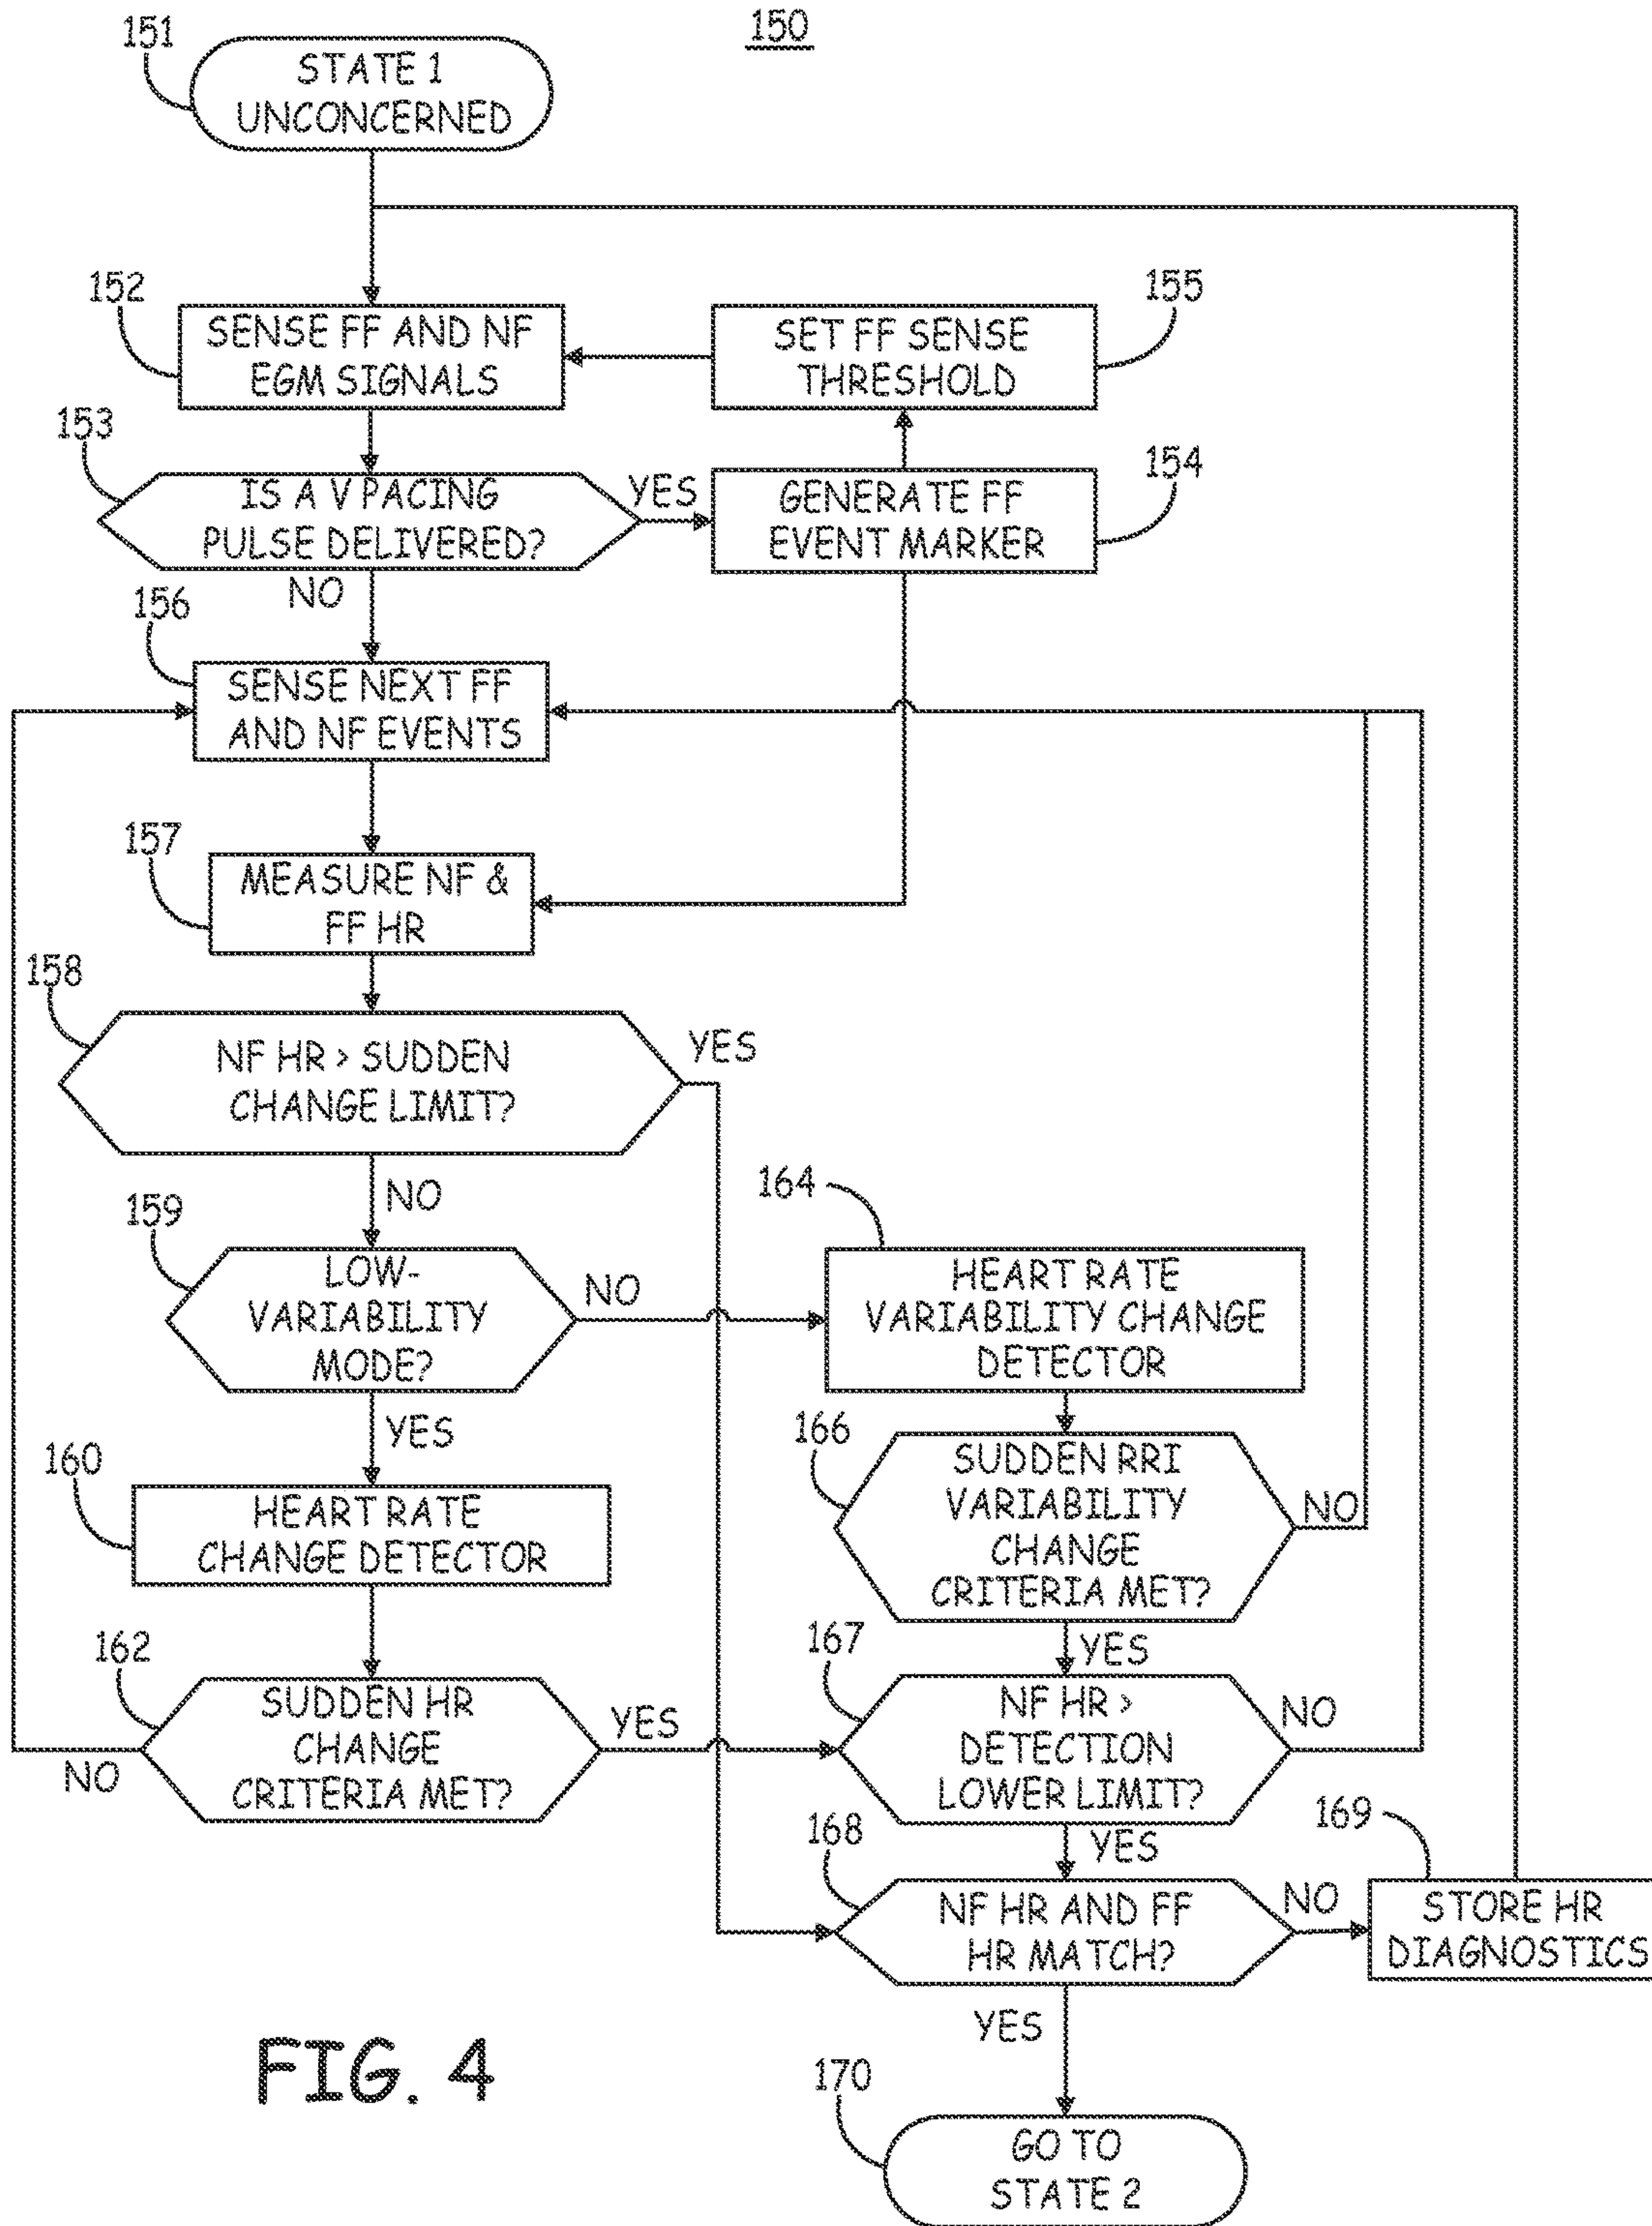 150
151
STATE 1
UNCONCERNED
152
SENSE FF AND NF
EGM SIGNALS
155
SET FF SENSE
THRESHOLD
153
IS A V PACING
PULSE DELIVERED?
YES
NO
154
GENERATE FF
EVENT MARKER
156
SENSE NEXT FF
AND NF EVENTS
157
MEASURE NF &
FF HR
158
NF HR > SUDDEN
CHANGE LIMIT?
YES
NO
159
LOW-
VARIABILITY
MODE?
NO
YES
164
HEART RATE
VARIABILITY CHANGE
DETECTOR
160
HEART RATE
CHANGE DETECTOR
166
SUDDEN RRI
VARIABILITY
CHANGE
CRITERIA MET?
NO
YES
162
SUDDEN HR
CHANGE
CRITERIA MET?
YES
NO
167
NF HR >
DETECTION
LOWER LIMIT?
NO
YES
168
NF HR AND FF
HR MATCH?
NO
YES
169
STORE HR
DIAGNOSTICS
170
GO TO
STATE 2
FIG. 4